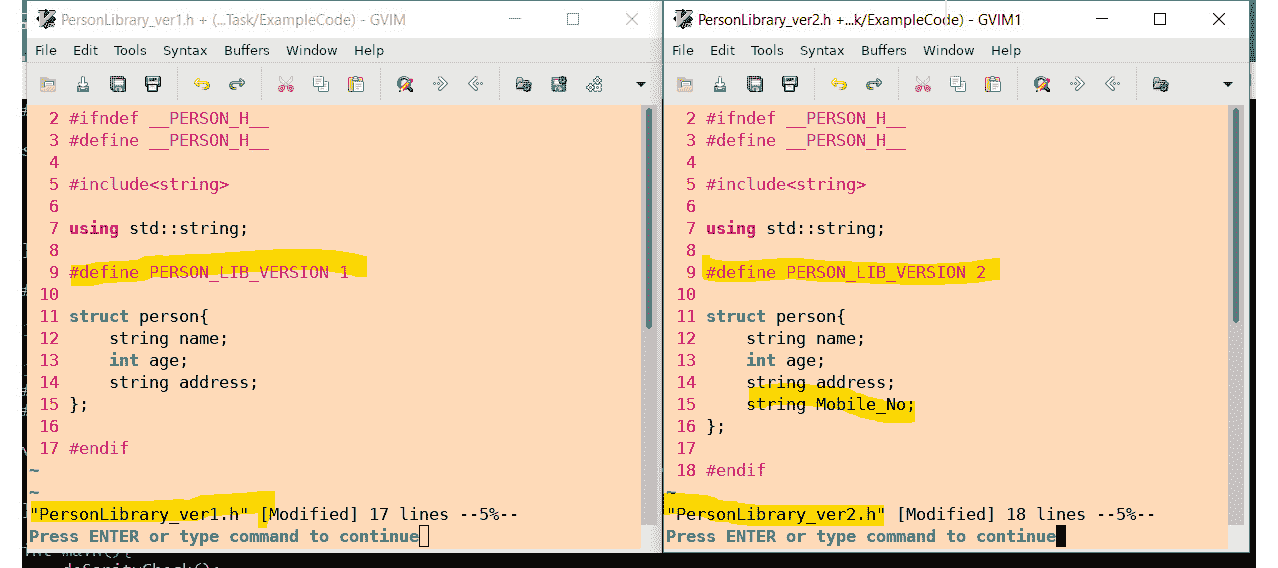 PersonLibrary_ver1.h + (...Task/ExampleCode) - GVIM
File Edit Tools Syntax Buffers Window Help
2 #ifndef __PERSON_H__
3 #define __PERSON_H__
4
5 #include<string>
6
7 using std::string;
8
9 #define PERSON_LIB_VERSION 1
10
11 struct person{
12     string name;
13     int age;
14     string address;
15 };
16
17 #endif
~
~
"PersonLibrary_ver1.h" [Modified] 17 lines --5%--
Press ENTER or type command to continue
PersonLibrary_ver2.h +...k/ExampleCode) - GVIM1
File Edit Tools Syntax Buffers Window Help
2 #ifndef __PERSON_H__
3 #define __PERSON_H__
4
5 #include<string>
6
7 using std::string;
8
9 #define PERSON_LIB_VERSION 2
10
11 struct person{
12     string name;
13     int age;
14     string address;
15     string Mobile_No;
16 };
17
18 #endif
~
"PersonLibrary_ver2.h" [Modified] 18 lines --5%--
Press ENTER or type command to continue